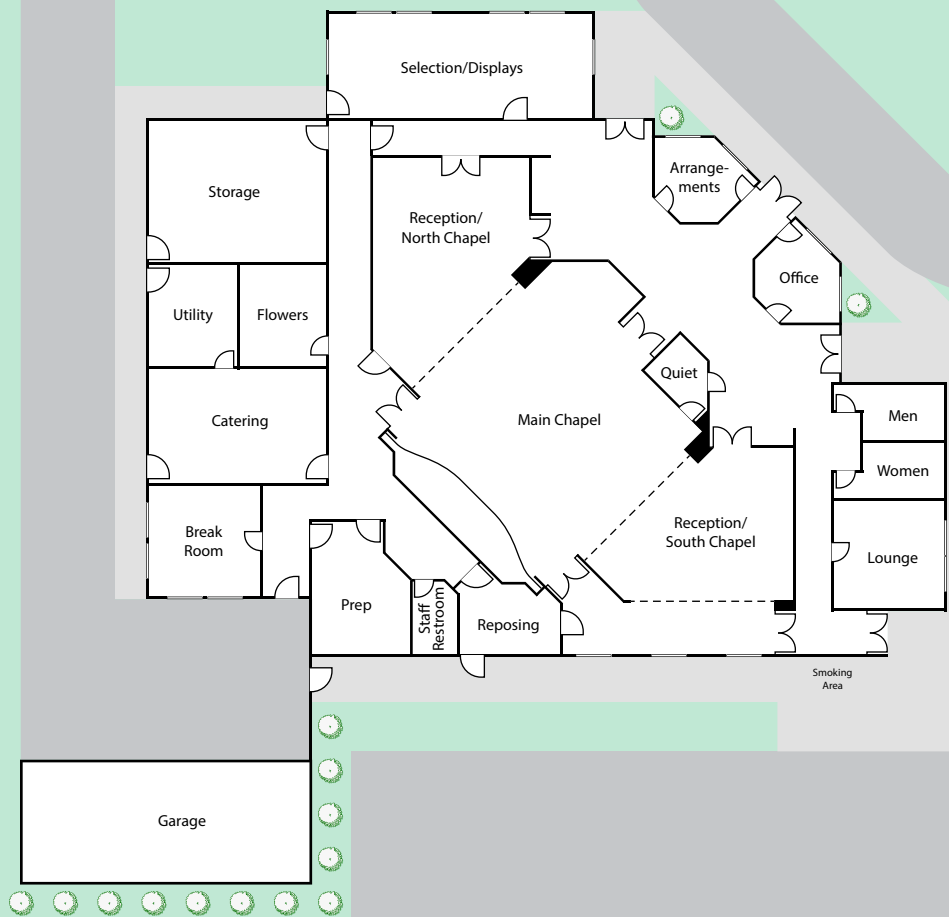 Selection/Displays
Arrange-
ments
Storage
Reception/
North Chapel
Office
Utility
Flowers
Quiet
Catering
Main Chapel
Men
Women
Break
Room
Reception/
South Chapel
Lounge
Prep
Staff
Restroom
Reposing
Smoking
Area
Garage